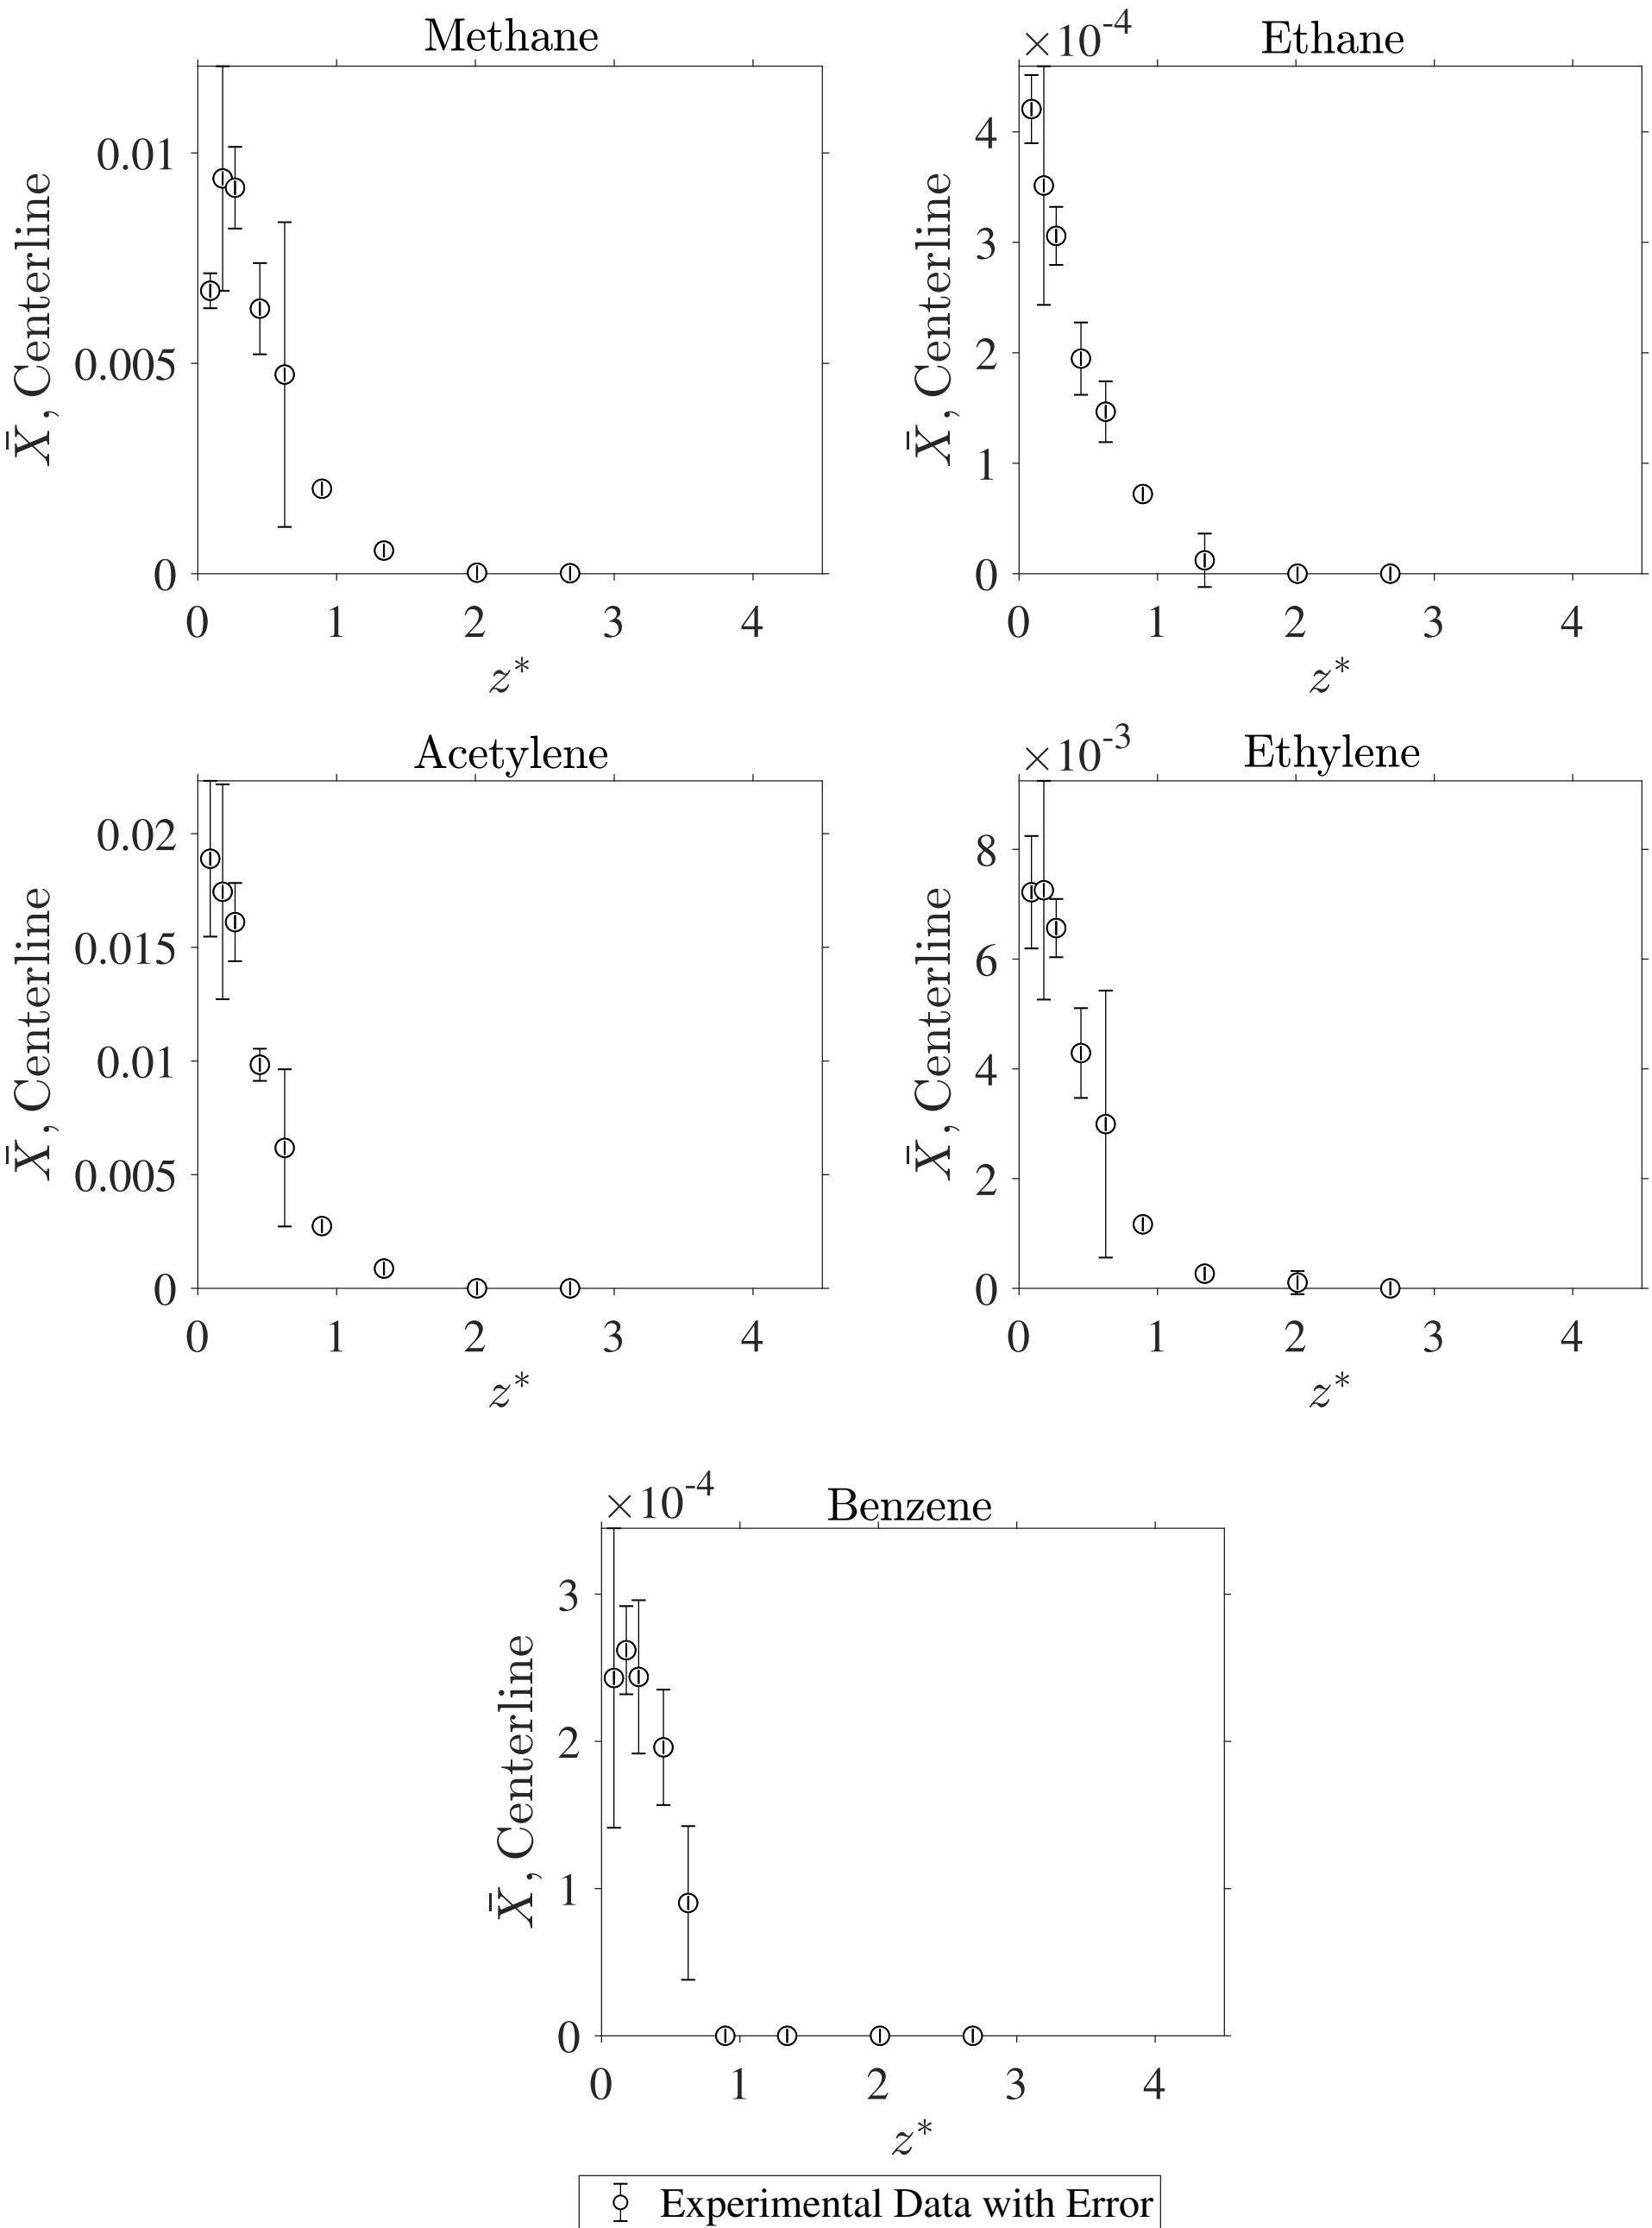 Methane
0.01
0.005
0
X̄, Centerline
0 1 2 3 4
z*
×10-4
Ethane
4
3
2
1
0
X̄, Centerline
0 1 2 3 4
z*
Acetylene
0.02
0.015
0.01
0.005
0
X̄, Centerline
0 1 2 3 4
z*
×10-3
Ethylene
8
6
4
2
0
X̄, Centerline
0 1 2 3 4
z*
×10-4
Benzene
3
2
1
0
X̄, Centerline
0 1 2 3 4
z*
Experimental Data with Error